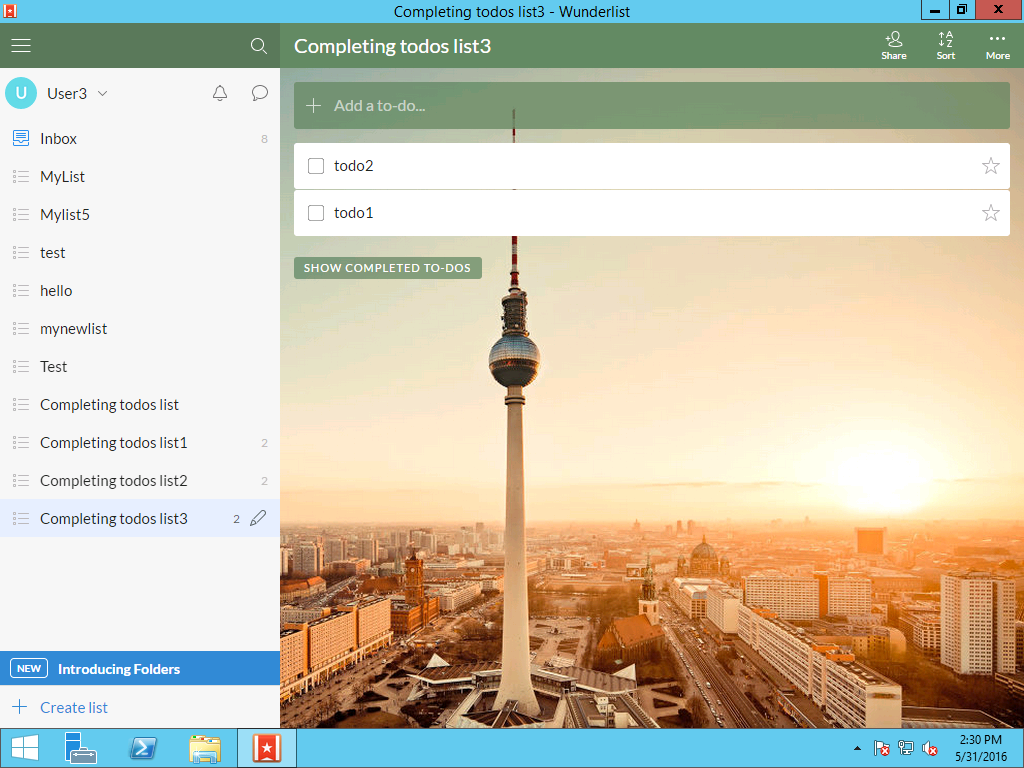 Completing todos list3 - Wunderlist
Completing todos list3
Share
Sort
More
U
User3
Inbox 8
MyList
Mylist5
test
hello
mynewlist
Test
Completing todos list
Completing todos list1 2
Completing todos list2 2
Completing todos list3 2
NEW Introducing Folders
Create list
Add a to-do...
todo2
todo1
SHOW COMPLETED TO-DOS
2:30 PM
5/31/2016